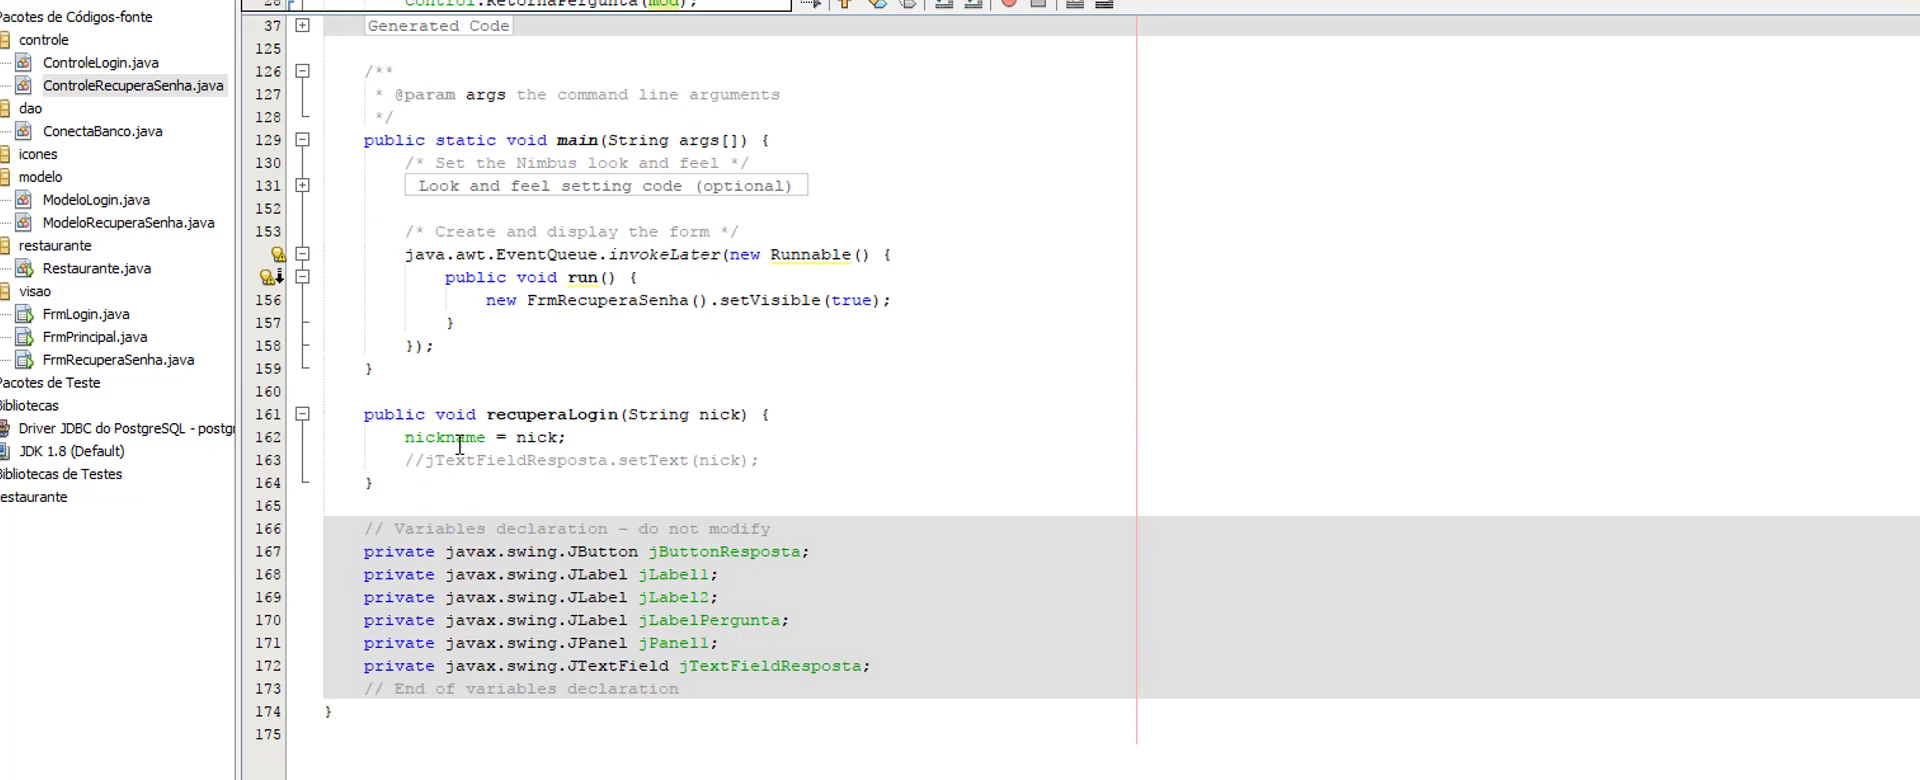 Pacotes de Códigos-fonte
controle
ControleLogin.java
ControleRecuperaSenha.java
dao
ConectaBanco.java
icones
modelo
ModeloLogin.java
ModeloRecuperaSenha.java
restaurante
Restaurante.java
visao
FrmLogin.java
FrmPrincipal.java
FrmRecuperaSenha.java
Pacotes de Teste
Bibliotecas
Driver JDBC do PostgreSQL - postg
JDK 1.8 (Default)
Bibliotecas de Testes
estaurante
28 control.RetornaPergunta(mod);
37 Generated Code
125
126 /**
127 * @param args the command line arguments
128 */
129 public static void main(String args[]) {
130 /* Set the Nimbus look and feel */
131 Look and feel setting code (optional)
152
153 /* Create and display the form */
java.awt.EventQueue.invokeLater(new Runnable() {
public void run() {
156 new FrmRecuperaSenha().setVisible(true);
157 }
158 });
159 }
160
161 public void recuperaLogin(String nick) {
162 nickname = nick;
163 //jTextFieldResposta.setText(nick);
164 }
165
166 // Variables declaration - do not modify
167 private javax.swing.JButton jButtonResposta;
168 private javax.swing.JLabel jLabel1;
169 private javax.swing.JLabel jLabel2;
170 private javax.swing.JLabel jLabelPergunta;
171 private javax.swing.JPanel jPanel1;
172 private javax.swing.JTextField jTextFieldResposta;
173 // End of variables declaration
174 }
175